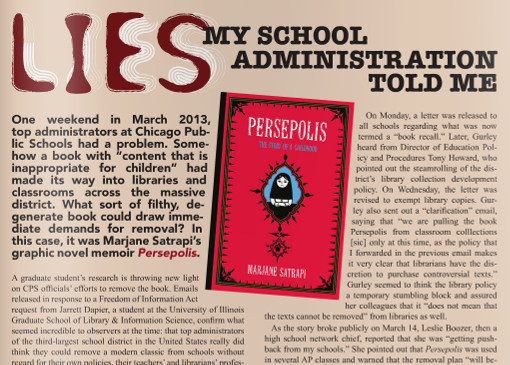 LIES
MY SCHOOL
ADMINISTRATION
TOLD ME
One weekend in March 2013,
top administrators at Chicago Pub-
lic Schools had a problem. Some-
how a book with “content that is
inappropriate for children” had
made its way into libraries and
classrooms across the massive
district. What sort of filthy, de-
generate book could draw imme-
diate demands for removal? In
this case, it was Marjane Satrapi’s
graphic novel memoir Persepolis.
A graduate student’s research is throwing new light
on CPS officials’ efforts to remove the book. Emails
released in response to a Freedom of Information Act
request from Jarrett Dapier, a student at the University of Illinois
Graduate School of Library & Information Science, confirm what
seemed incredible to observers at the time: that top administrators
of the third-largest school district in the United States really did
think they could remove a modern classic from schools without
regard for their own policies, their teachers’ and librarians’ profes-
PERSEPOLIS
THE STORY OF A CHILDHOOD
MARJANE SATRAPI
On Monday, a letter was released to
all schools regarding what was now
termed a “book recall.” Later, Gurley
heard from Director of Education Pol-
icy and Procedures Tony Howard, who
pointed out the steamrolling of the dis-
trict’s library collection development
policy. On Wednesday, the letter was
revised to exempt library copies. Gur-
ley also sent out a “clarification” email,
saying that “we are pulling the book
Persepolis from classroom colllections
[sic] only at this time, as the policy that
I forwarded in the previous email makes
it very clear that librarians have the dis-
cretion to purchase controversial texts.”
Gurley seemed to think the library policy
a temporary stumbling block and assured
her colleagues that it “does not mean that
the texts cannot be removed” from libraries as well.
As the story broke publicly on March 14, Leslie Boozer, then a
high school network chief, reported that she was “getting push-
back from my schools.” She pointed out that Persepolis was used
in several AP classes and warned that the removal plan “will be-